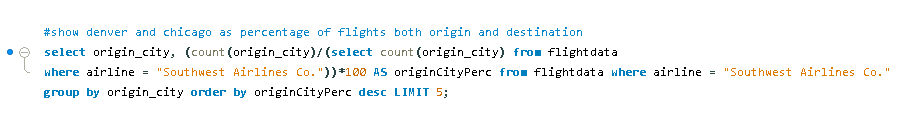 #show denver and chicago as percentage of flights both origin and destination
select origin_city, (count(origin_city)/(select count(origin_city) from flightdata
where airline = "Southwest Airlines Co."))*100 AS originCityPerc from flightdata where airline = "Southwest Airlines Co."
group by origin_city order by originCityPerc desc LIMIT 5;